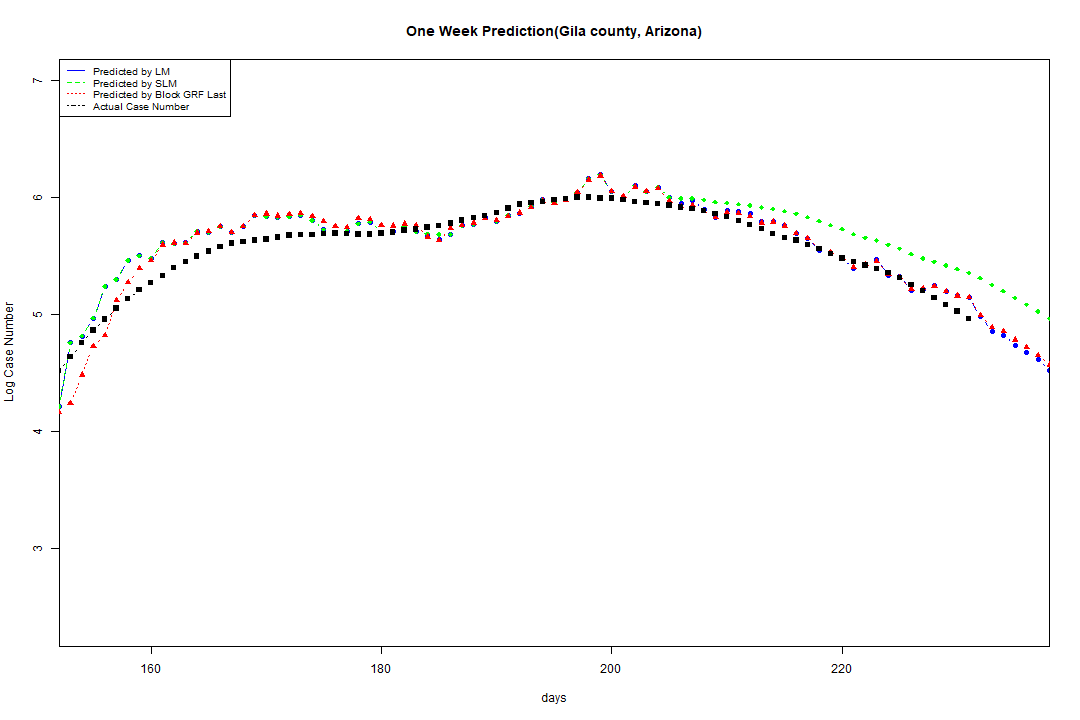 One Week Prediction(Gila county, Arizona)
Predicted by LM
Predicted by SLM
Predicted by Block GRF Last
Actual Case Number
7
6
5
4
3
Log Case Number
160 180 200 220
days